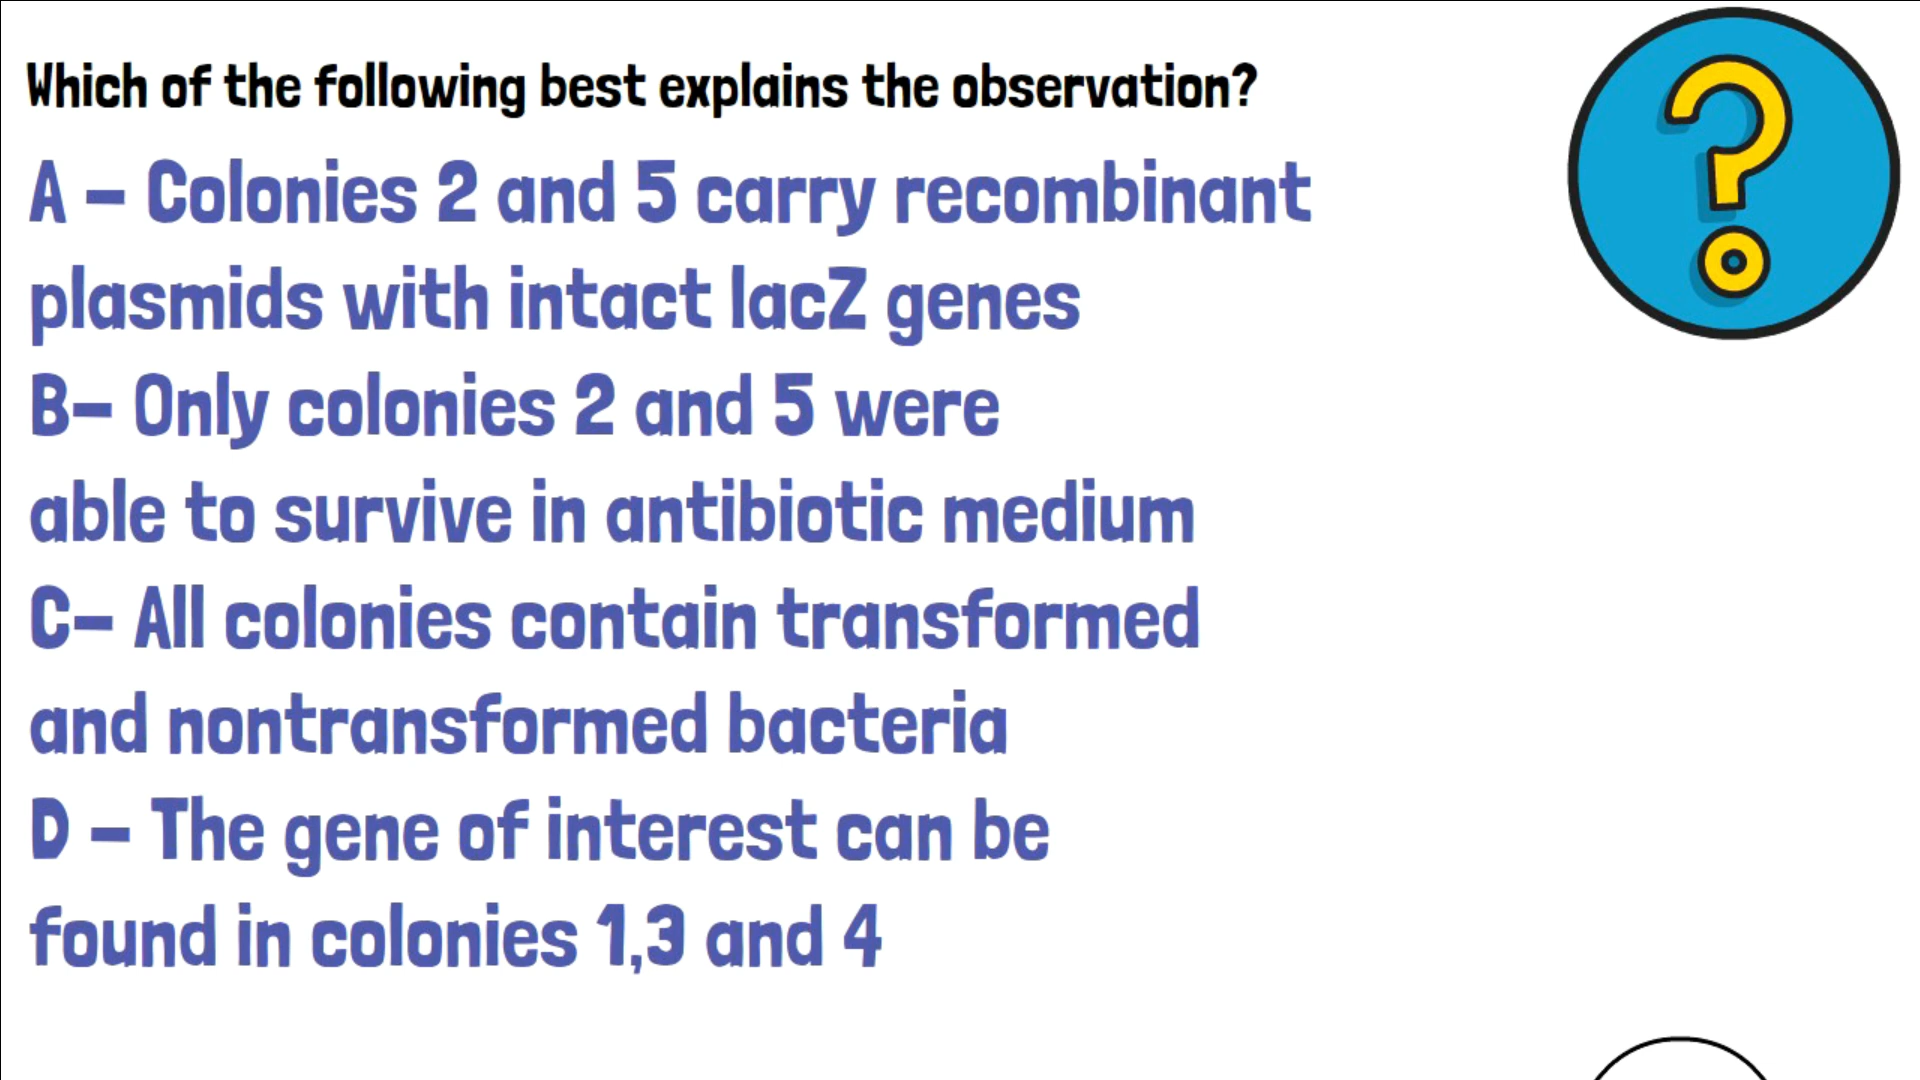 Which of the following best explains the observation?
A – Colonies 2 and 5 carry recombinant
plasmids with intact lacZ genes
B– Only colonies 2 and 5 were
able to survive in antibiotic medium
C– All colonies contain transformed
and nontransformed bacteria
D – The gene of interest can be
found in colonies 1,3 and 4